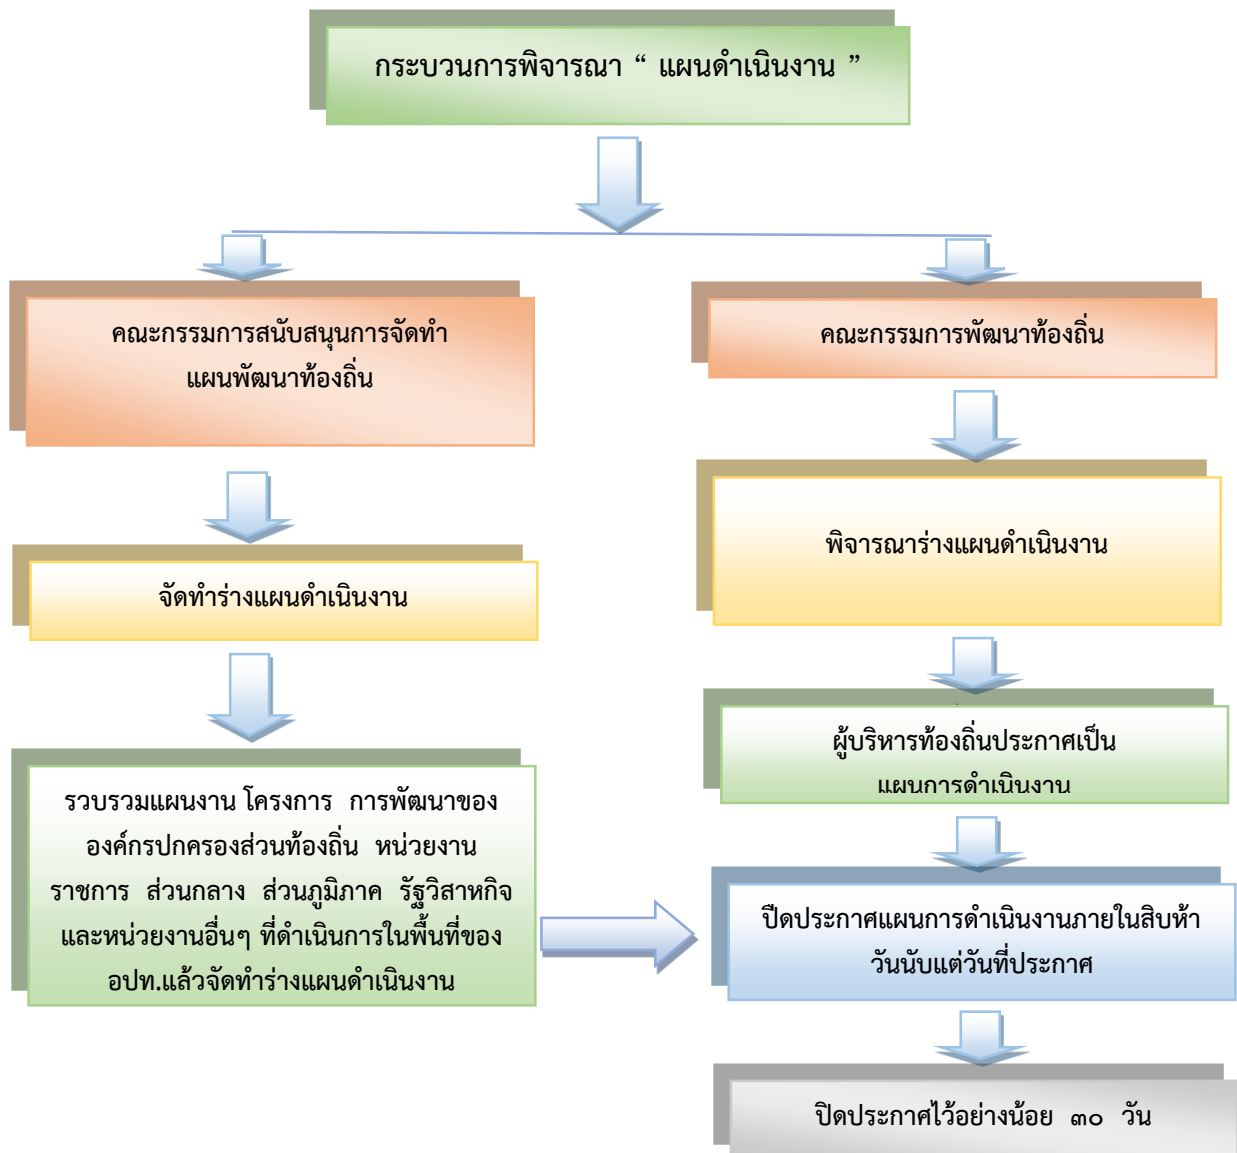 กระบวนการพิจารณา “ แผนดำเนินงาน ”
คณะกรรมการสนับสนุนการจัดทำ
แผนพัฒนาท้องถิ่น
จัดทำร่างแผนดำเนินงาน
รวบรวมแผนงาน โครงการ การพัฒนาของ
องค์กรปกครองส่วนท้องถิ่น หน่วยงาน
ราชการ ส่วนกลาง ส่วนภูมิภาค รัฐวิสาหกิจ
และหน่วยงานอื่นๆ ที่ดำเนินการในพื้นที่ของ
อปท.แล้วจัดทำร่างแผนดำเนินงาน
คณะกรรมการพัฒนาท้องถิ่น
พิจารณาร่างแผนดำเนินงาน
ผู้บริหารท้องถิ่นประกาศเป็น
แผนการดำเนินงาน
ปิดประกาศแผนการดำเนินงานภายในสิบห้า
วันนับแต่วันที่ประกาศ
ปิดประกาศไว้อย่างน้อย ๓๐ วัน